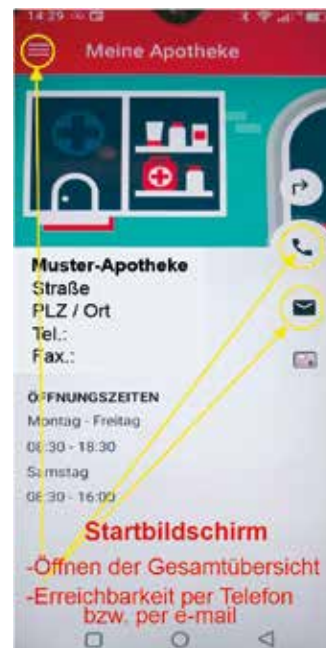 14:29
Meine Apotheke
Muster-Apotheke
Straße
PLZ / Ort
Tel.:
Fax.:
ÖFFNUNGSZEITEN
Montag - Freitag
08:30 - 18:30
Samstag
08:30 - 16:00
Startbildschirm
-Öffnen der Gesamtübersicht
-Erreichbarkeit per Telefon
bzw. per e-mail